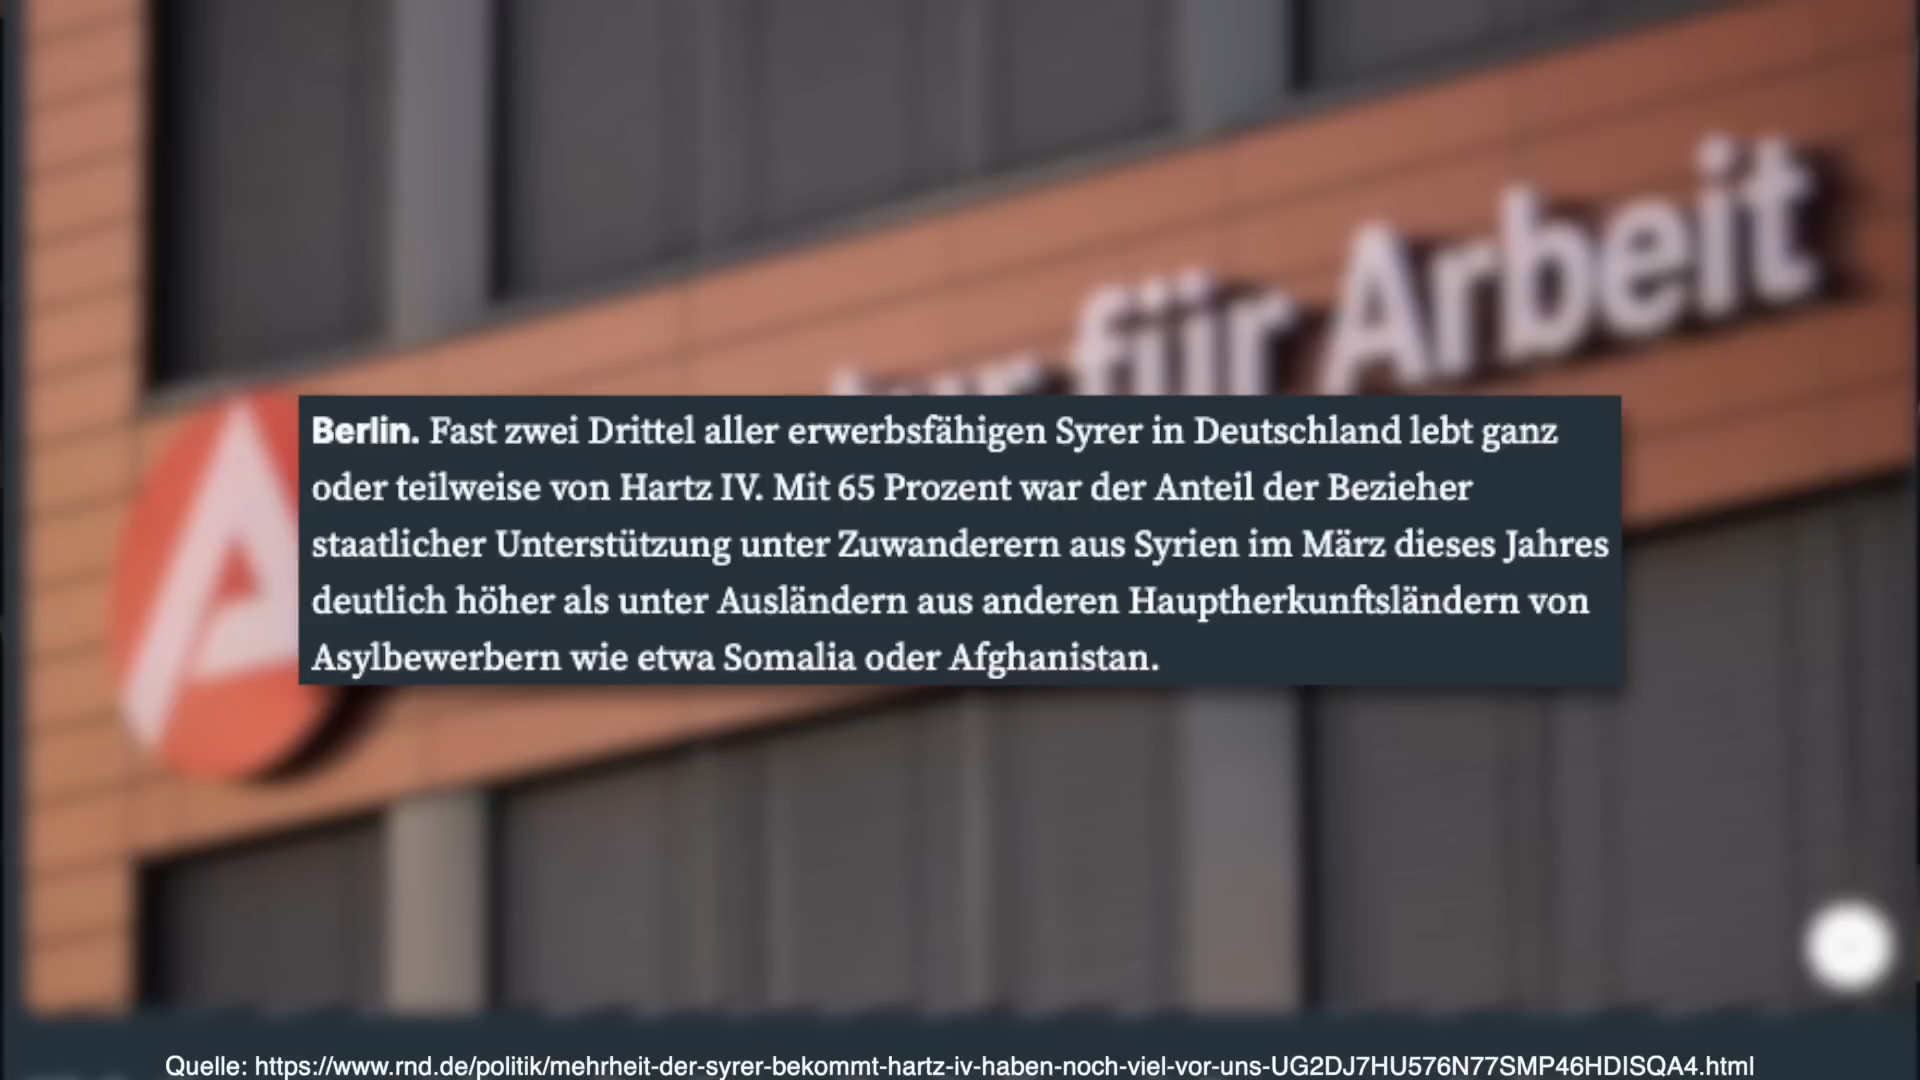 für Arbeit
Berlin. Fast zwei Drittel aller erwerbsfähigen Syrer in Deutschland lebt ganz
oder teilweise von Hartz IV. Mit 65 Prozent war der Anteil der Bezieher
staatlicher Unterstützung unter Zuwanderern aus Syrien im März dieses Jahres
deutlich höher als unter Ausländern aus anderen Hauptherkunftsländern von
Asylbewerbern wie etwa Somalia oder Afghanistan.
Quelle: https://www.rnd.de/politik/mehrheit-der-syrer-bekommt-hartz-iv-haben-noch-viel-vor-uns-UG2DJ7HU576N77SMP46HDISQA4.html